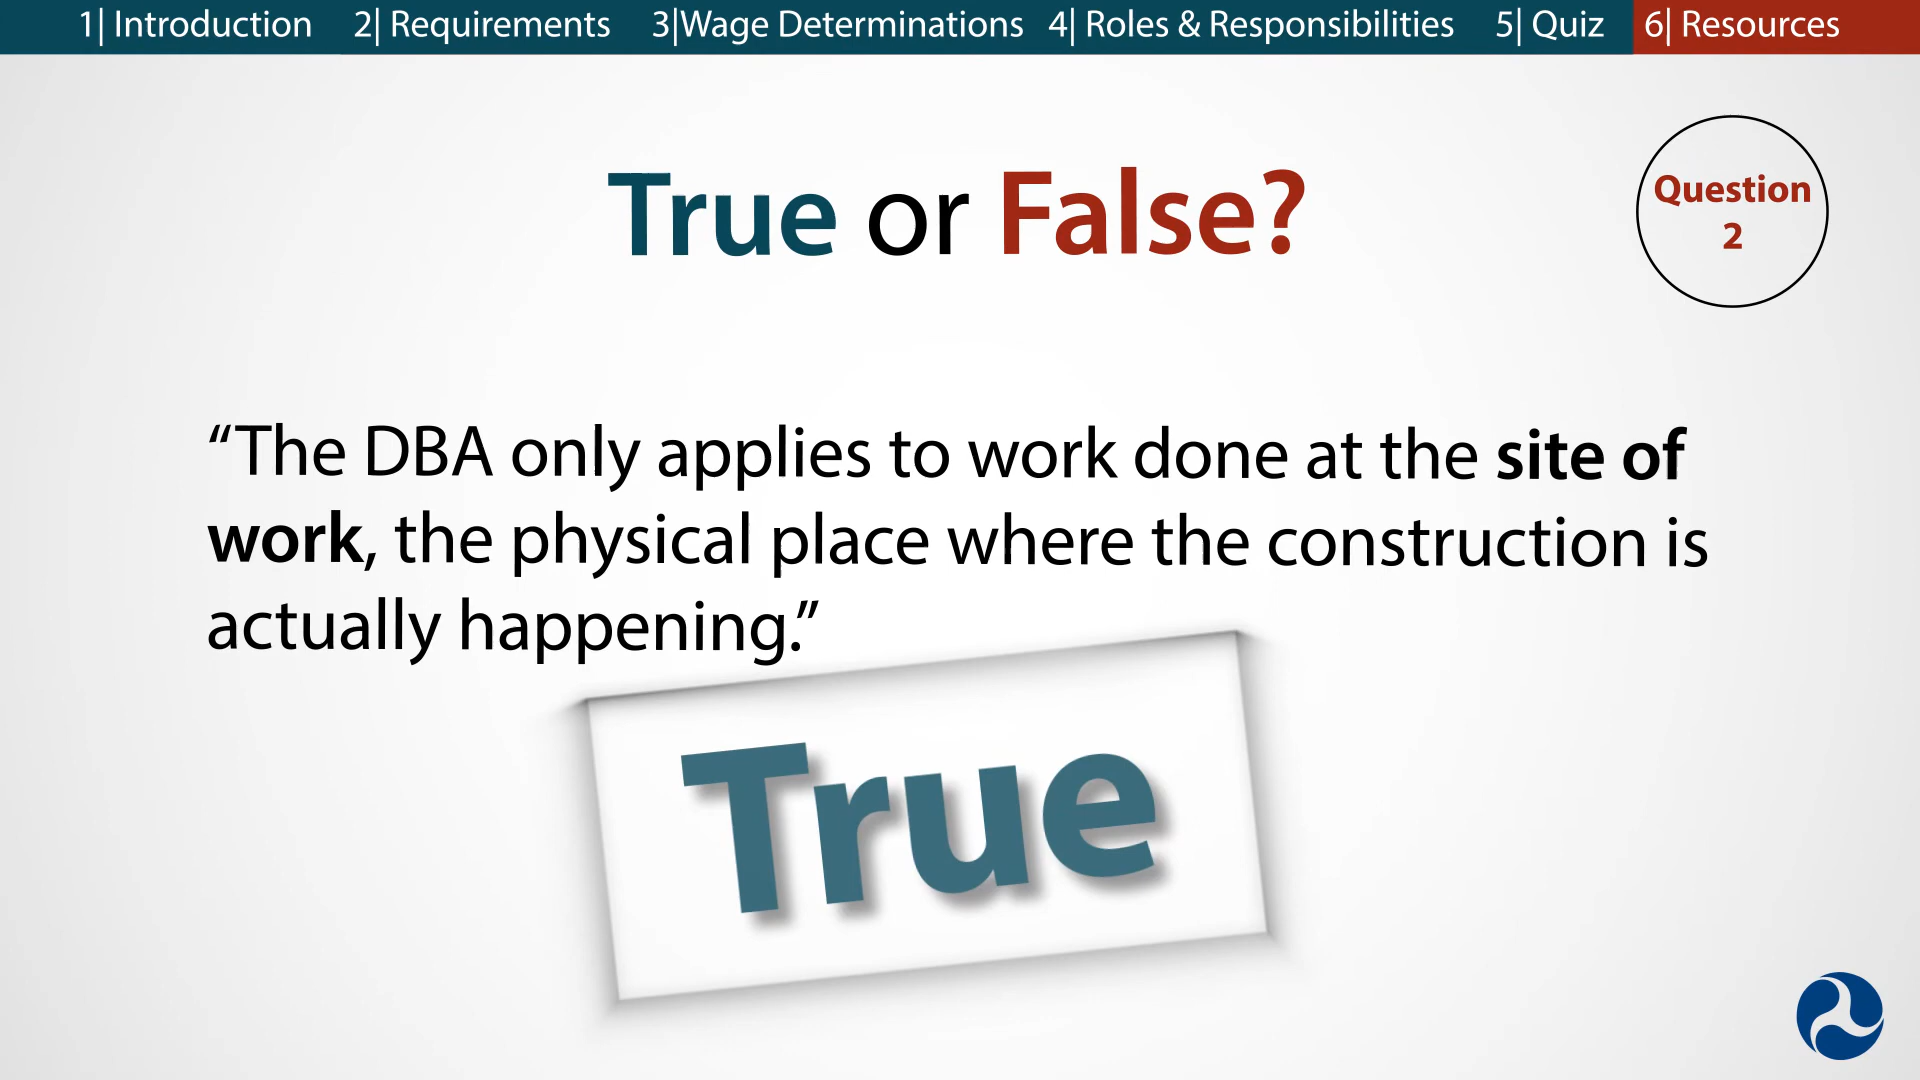 1| Introduction 2| Requirements 3|Wage Determinations 4| Roles & Responsibilities 5| Quiz 6| Resources
True or False?
Question
2
“The DBA only applies to work done at the site of
work, the physical place where the construction is
actually happening.”
True